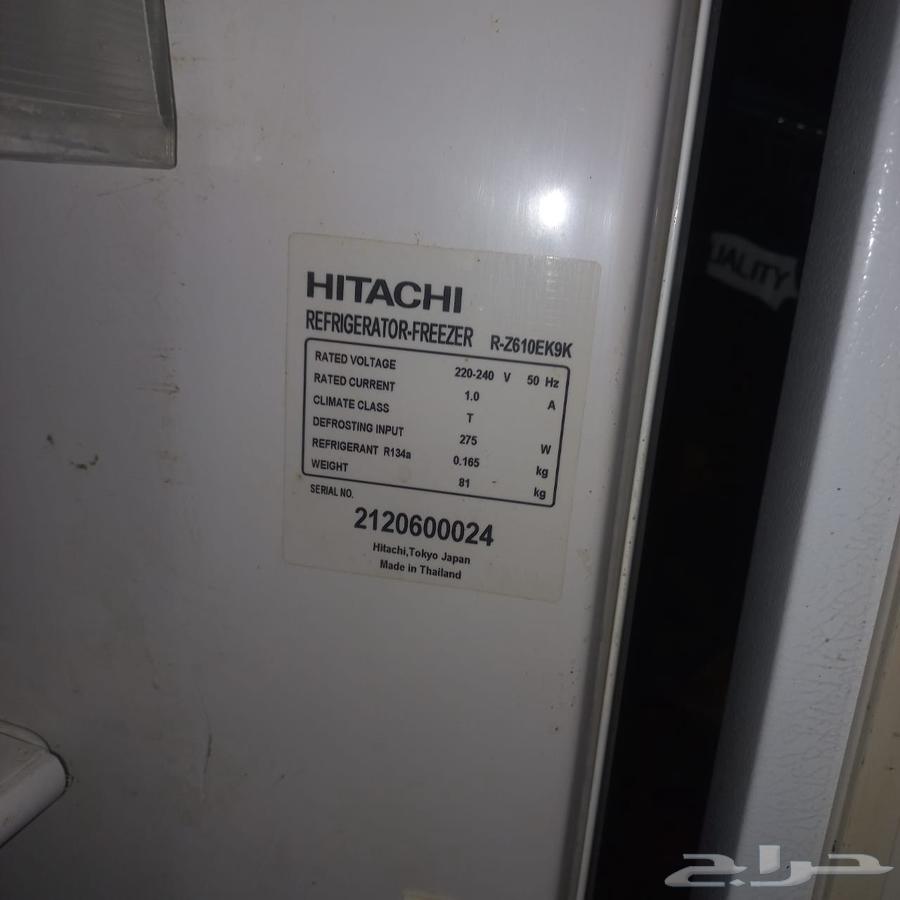 HITACHI
REFRIGERATOR-FREEZER R-Z610EK9K
RATED VOLTAGE 220-240 V 50 Hz
RATED CURRENT 1.0 A
CLIMATE CLASS T
DEFROSTING INPUT 275 W
REFRIGERANT R134a 0.165 kg
WEIGHT 81 kg
SERIAL NO.
2120600024
Hitachi,Tokyo Japan
Made in Thailand
UALITY
حراج